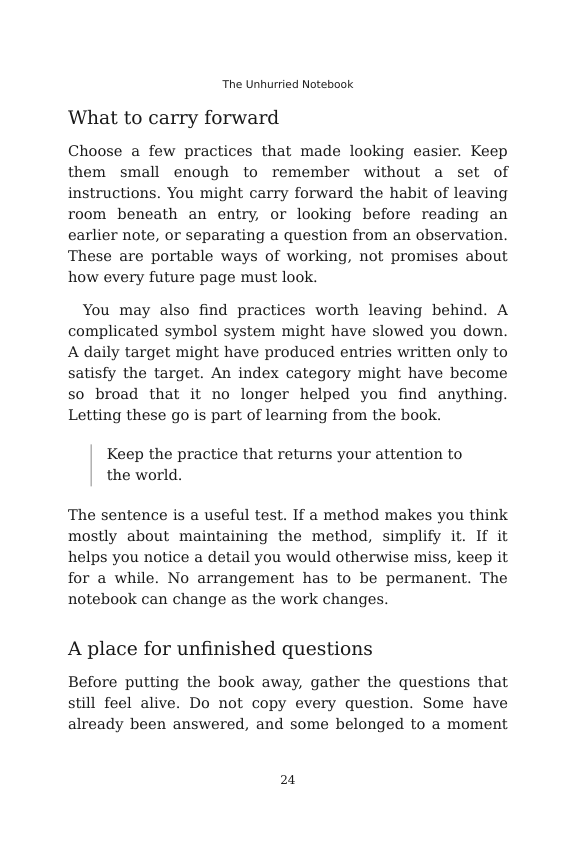 The Unhurried Notebook
What to carry forward
Choose a few practices that made looking easier. Keep
them small enough to remember without a set of
instructions. You might carry forward the habit of leaving
room beneath an entry, or looking before reading an
earlier note, or separating a question from an observation.
These are portable ways of working, not promises about
how every future page must look.
You may also find practices worth leaving behind. A
complicated symbol system might have slowed you down.
A daily target might have produced entries written only to
satisfy the target. An index category might have become
so broad that it no longer helped you find anything.
Letting these go is part of learning from the book.
Keep the practice that returns your attention to
the world.
The sentence is a useful test. If a method makes you think
mostly about maintaining the method, simplify it. If it
helps you notice a detail you would otherwise miss, keep it
for a while. No arrangement has to be permanent. The
notebook can change as the work changes.
A place for unfinished questions
Before putting the book away, gather the questions that
still feel alive. Do not copy every question. Some have
already been answered, and some belonged to a moment
24